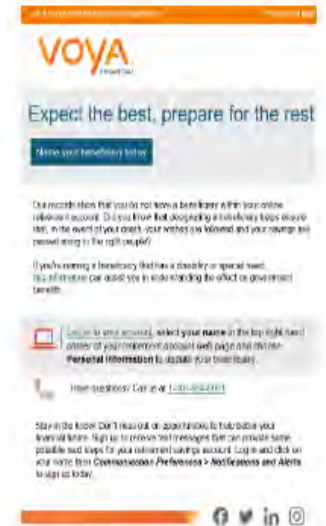 VOYA
FINANCIAL
Expect the best, prepare for the rest
Name your beneficiary today
Our records show that you do not have a beneficiary within your online
retirement account. Did you know that designating a beneficiary helps ensure
that, in the event of your death, your wishes are followed and your savings are
passed along to the right people?
If you're naming a beneficiary that has a disability or special need,
this information can assist you in understanding the effect on government
benefits.
Log in to your account, select your name in the top right hand
corner of your retirement account web page and choose
Personal Information to update your beneficiary.
Have questions? Call us at
Stay in the know. Don't miss out on opportunities to help better your
financial future. Sign up to receive text messages that can provide some
possible next steps for your retirement savings account. Log in and click on
your name then Communication Preferences > Notifications and Alerts
to sign up today.